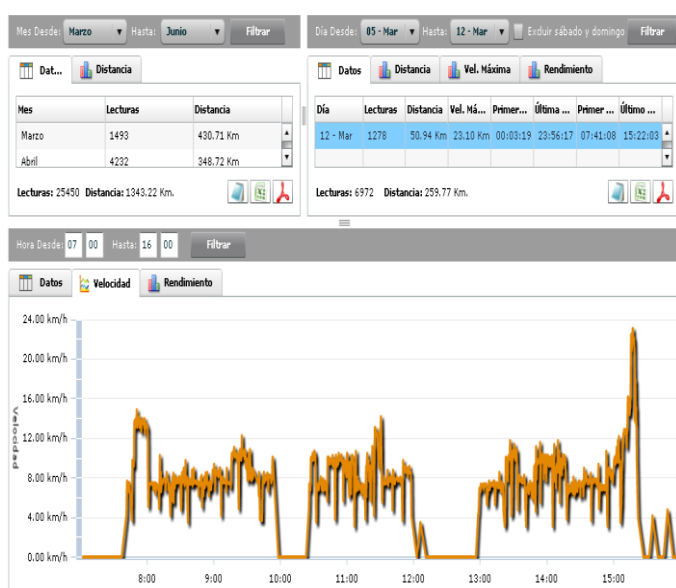 Mes Desde: Marzo Hasta: Junio Filtrar
Dat... Distancia
Mes Lecturas Distancia
Marzo 1493 430.71 Km
Abril 4232 348.72 Km
Lecturas: 25450 Distancia: 1343.22 Km.
Día Desde: 05 - Mar Hasta: 12 - Mar Excluir sábado y domingo Filtrar
Datos Distancia Vel. Máxima Rendimiento
Día Lecturas Distancia Vel. Má... Primer... Última ... Primer ... Último ...
12 - Mar 1278 50.94 Km 23.10 Km 00:03:19 23:56:17 07:41:08 15:22:03
Lecturas: 6972 Distancia: 259.77 Km.
Hora Desde: 07 00 Hasta: 16 00 Filtrar
Datos Velocidad Rendimiento
Velocidad
24.00 km/h
20.00 km/h
16.00 km/h
12.00 km/h
8.00 km/h
4.00 km/h
0.00 km/h
8:00 9:00 10:00 11:00 12:00 13:00 14:00 15:00